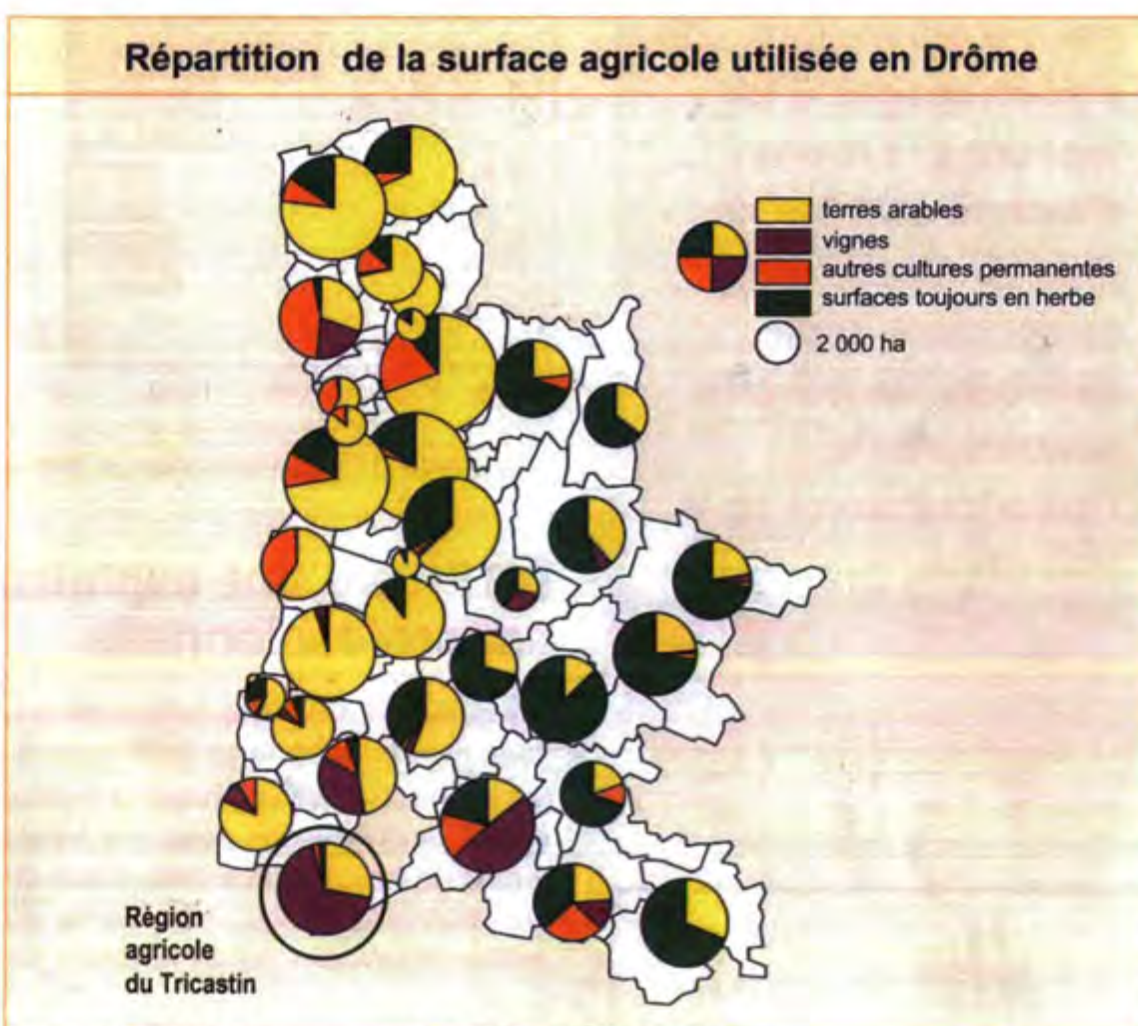 Répartition de la surface agricole utilisée en Drôme
terres arables
vignes
autres cultures permanentes
surfaces toujours en herbe
2 000 ha
Région
agricole
du Tricastin